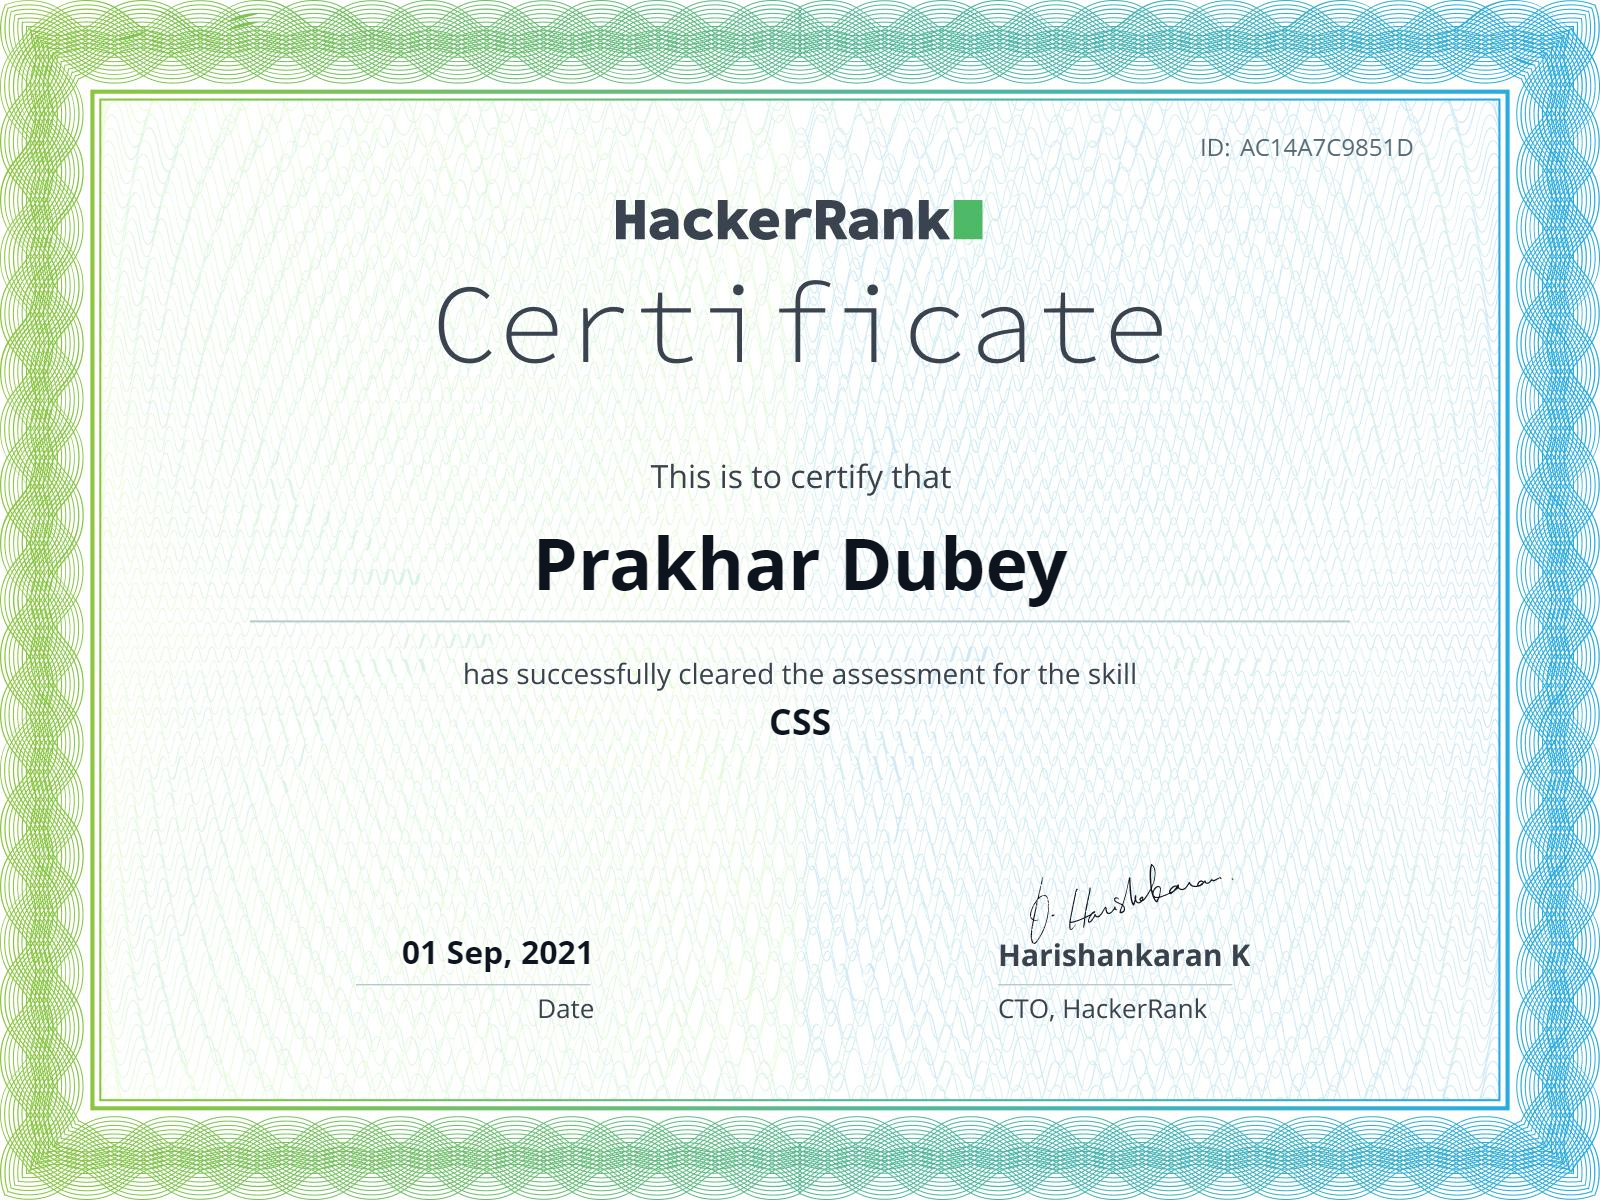 ID: AC14A7C9851D
HackerRank
Certificate
This is to certify that
Prakhar Dubey
has successfully cleared the assessment for the skill
CSS
Harishankaran
01 Sep, 2021
Harishankaran K
Date
CTO, HackerRank